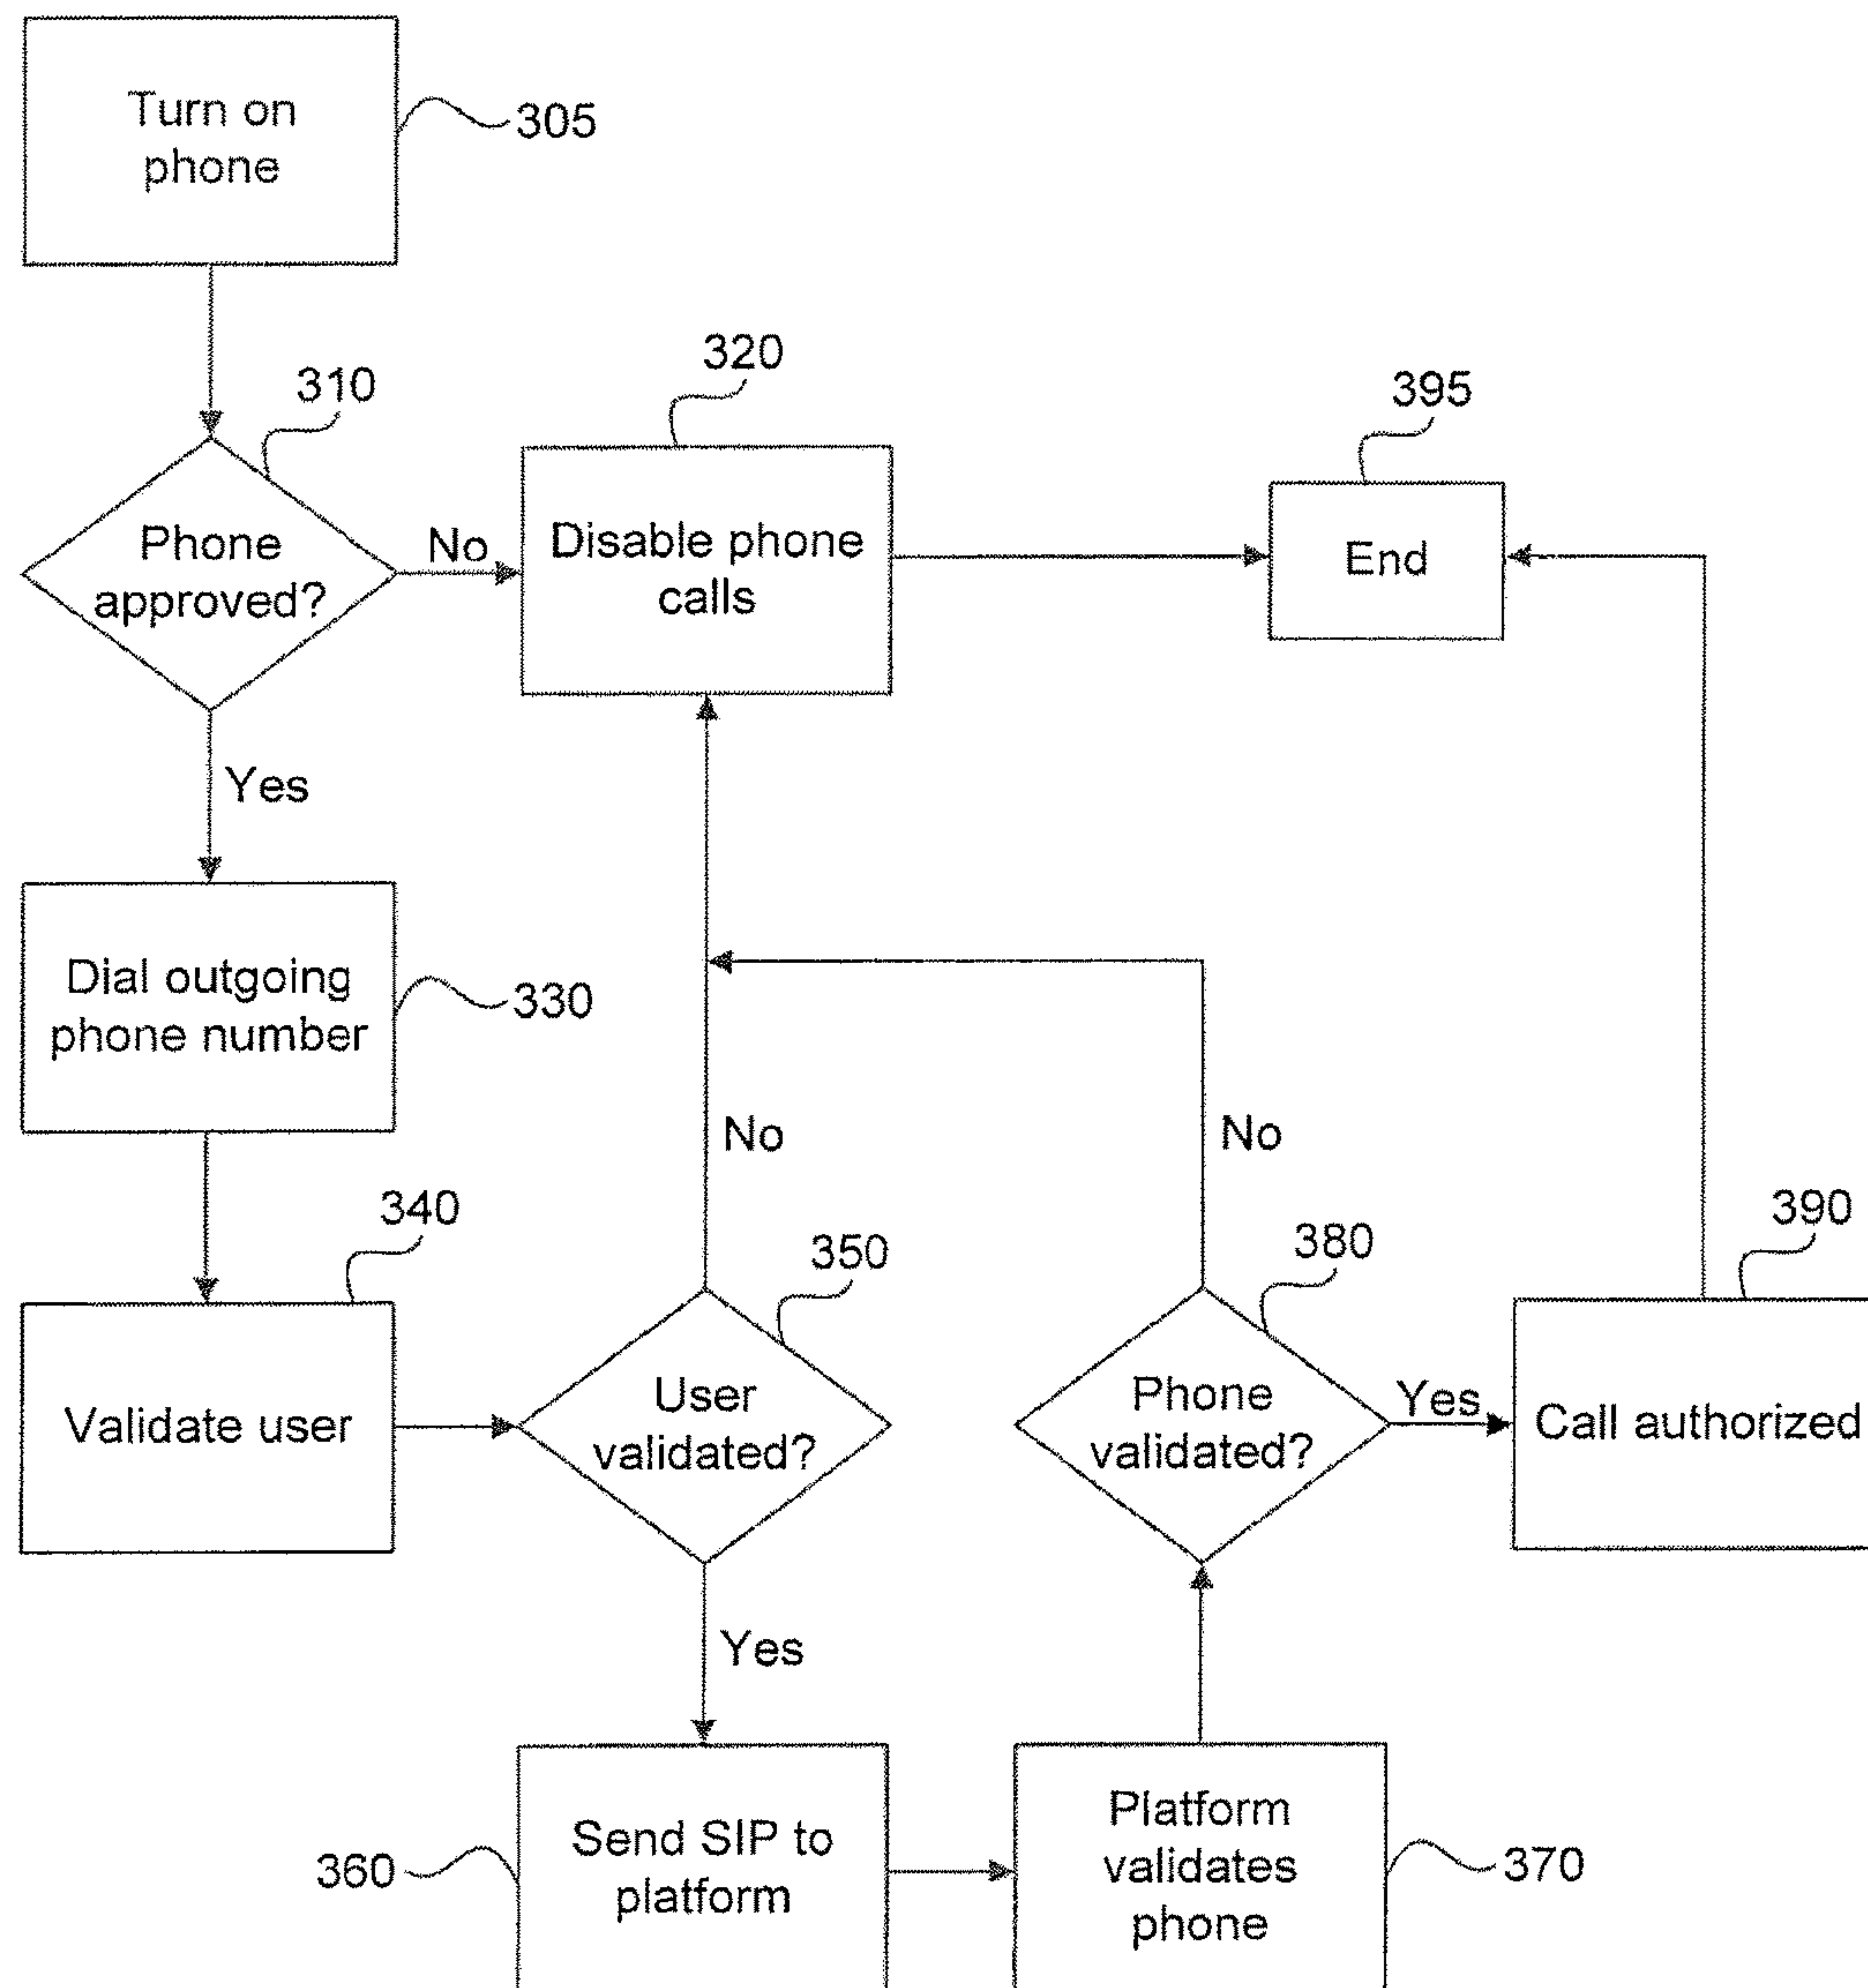 Turn on
phone
305
310
320
395
Phone
approved?
No
Disable phone
calls
End
Yes
Dial outgoing
phone number
330
No
No
340
350
380
390
Validate user
User
validated?
Phone
validated?
Yes
Call authorized
Yes
360
Send SIP to
platform
Platform
validates
phone
370